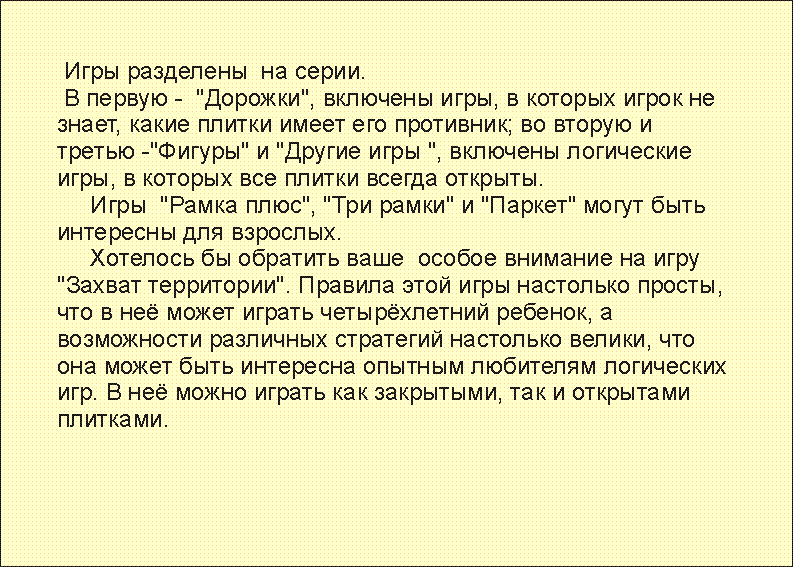 Игры разделены  на серии.
В первую -  "Дорожки", включены игры, в которых игрок не
знает, какие плитки имеет его противник; во вторую и
третью -"Фигуры" и "Другие игры ", включены логические
игры, в которых все плитки всегда открыты.
Игры  "Рамка плюс", "Три рамки" и "Паркет" могут быть
интересны для взрослых.
Хотелось бы обратить ваше  особое внимание на игру
"Захват территории". Правила этой игры настолько просты,
что в неё может играть четырёхлетний ребенок, а
возможности различных стратегий настолько велики, что
она может быть интересна опытным любителям логических
игр. В неё можно играть как закрытыми, так и открытами
плитками.